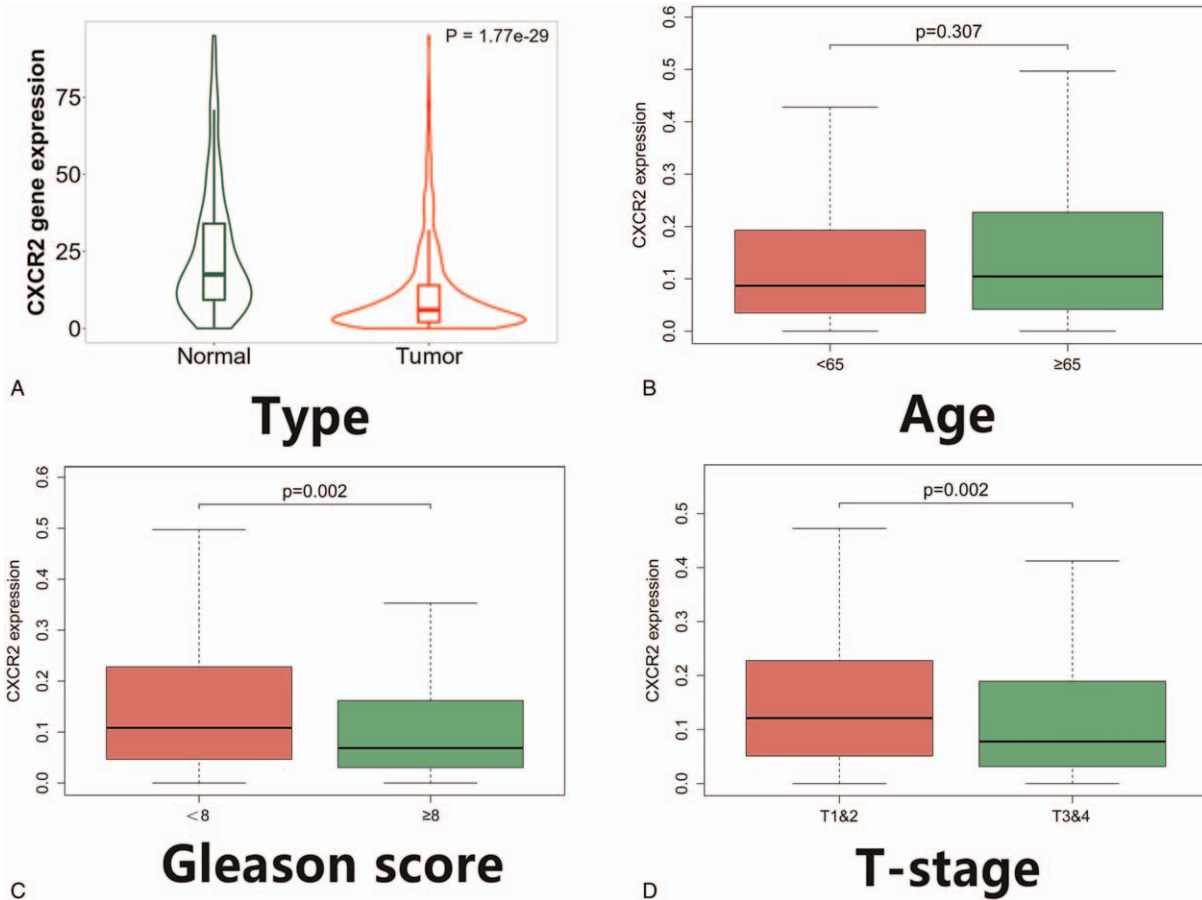 P = 1.77e-29
CXCR2 gene expression
75
50
25
0
Normal Tumor
A
Type
p=0.307
CXCR2 expression
0.6
0.5
0.4
0.3
0.2
0.1
0.0
<65 ≥65
B
Age
p=0.002
CXCR2 expression
0.6
0.5
0.4
0.3
0.2
0.1
0.0
<8 ≥8
C
Gleason score
p=0.002
CXCR2 expression
0.5
0.4
0.3
0.2
0.1
0.0
T1&2 T3&4
D
T-stage